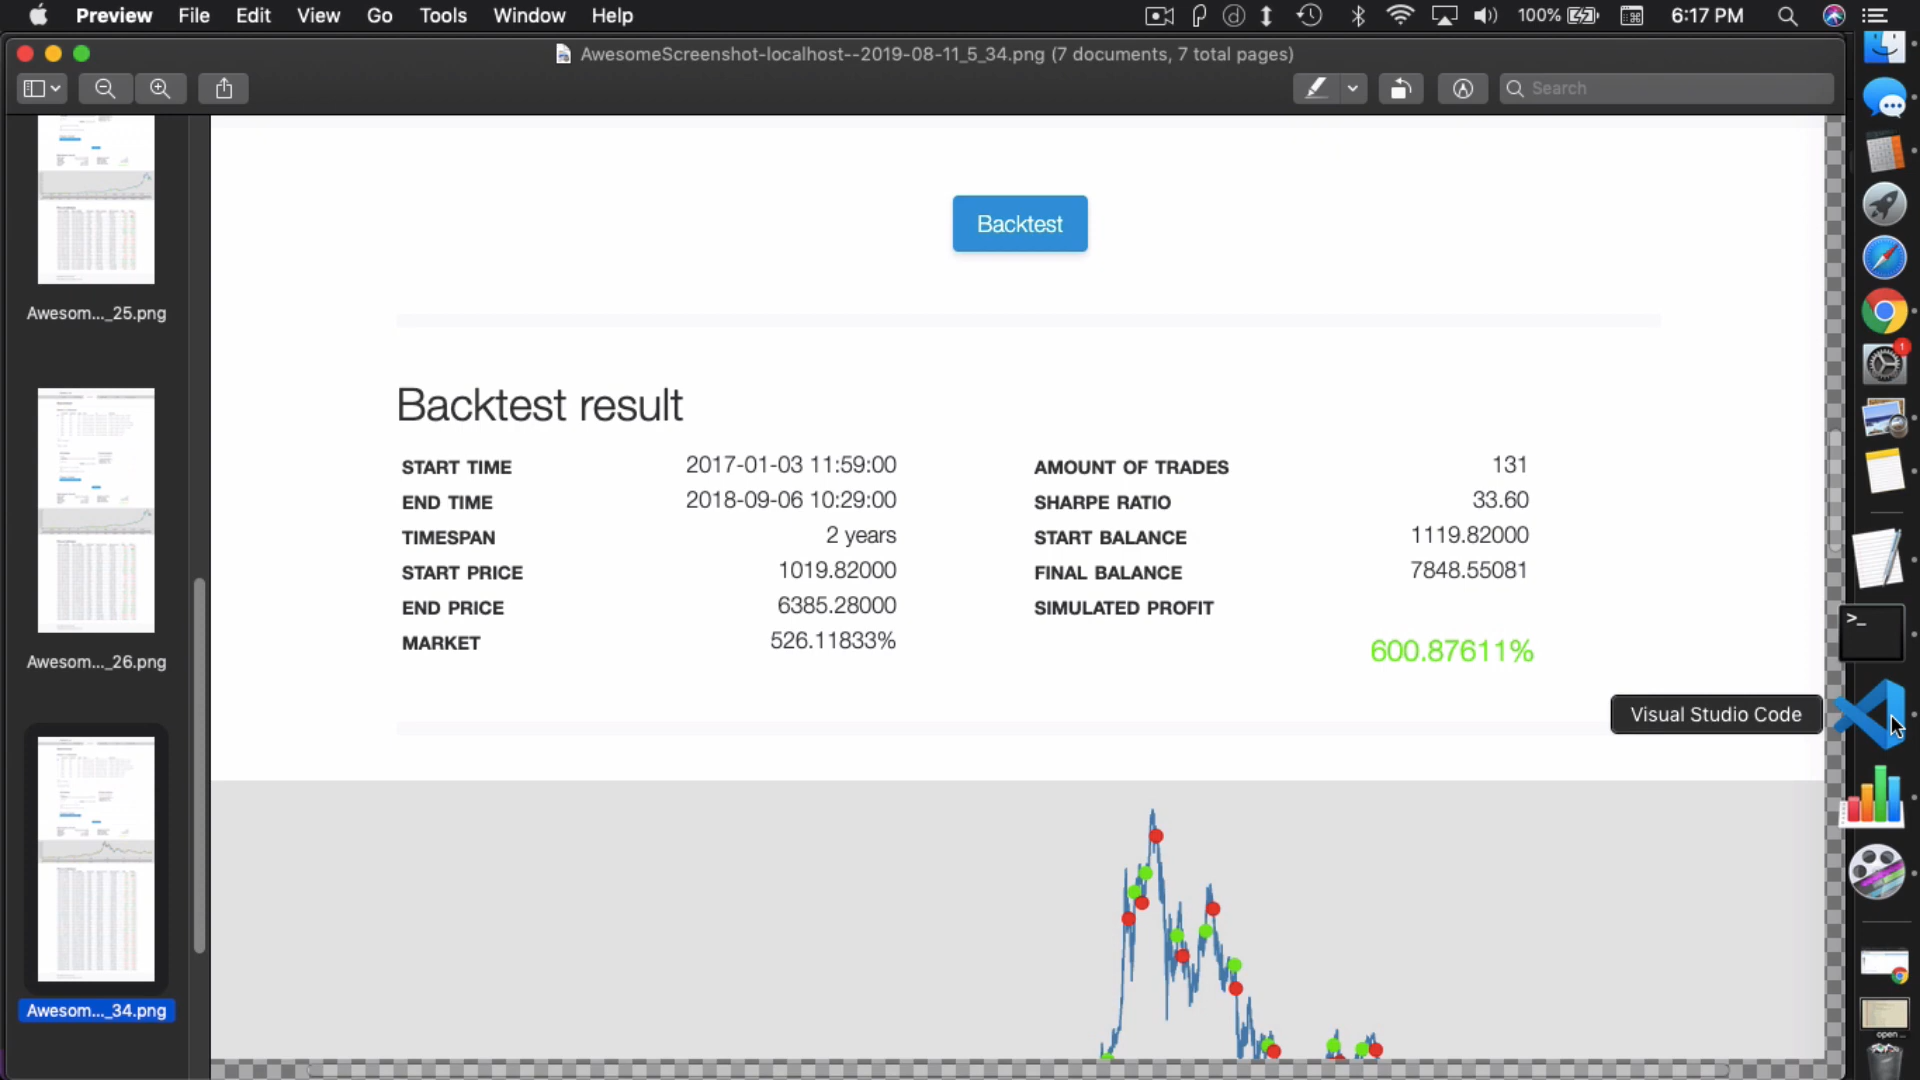 Preview File Edit View Go Tools Window Help 100% 6:17 PM
AwesomeScreenshot-localhost--2019-08-11_5_34.png (7 documents, 7 total pages)
Search
Awesom..._25.png
Awesom..._26.png
Awesom..._34.png
Backtest
Backtest result
START TIME 2017-01-03 11:59:00
END TIME 2018-09-06 10:29:00
TIMESPAN 2 years
START PRICE 1019.82000
END PRICE 6385.28000
MARKET 526.11833%
AMOUNT OF TRADES 131
SHARPE RATIO 33.60
START BALANCE 1119.82000
FINAL BALANCE 7848.55081
SIMULATED PROFIT
600.87611%
Visual Studio Code
1
>_
open...